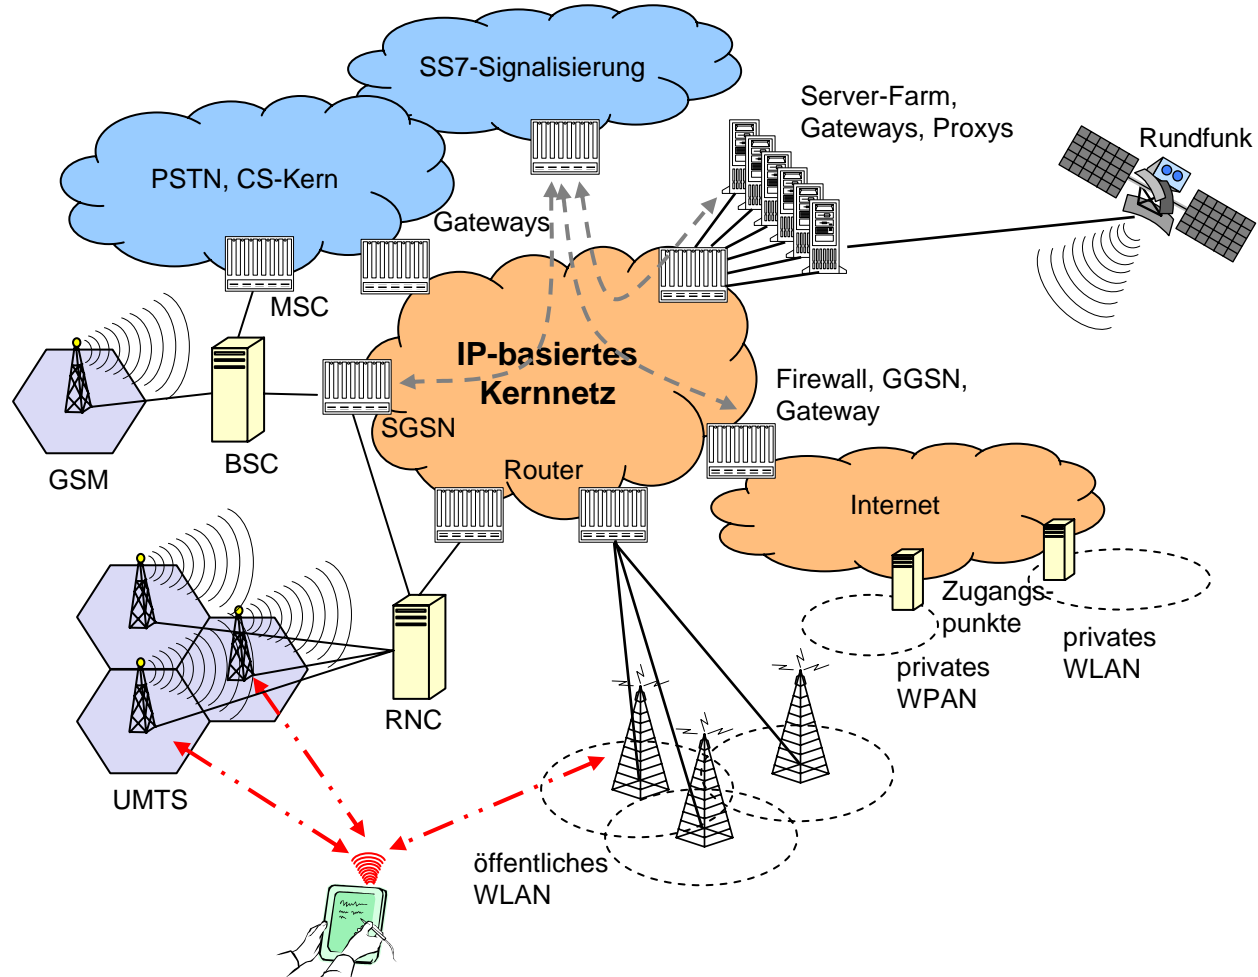 SS7-Signalisierung
Server-Farm,
Gateways, Proxys
Rundfunk
PSTN, CS-Kern
Gateways
MSC
IP-basiertes
Kernnetz
Firewall, GGSN,
Gateway
SGSN
GSM
BSC
Router
Internet
Zugangs-
punkte
privates
WLAN
privates
WPAN
RNC
UMTS
öffentliches
WLAN